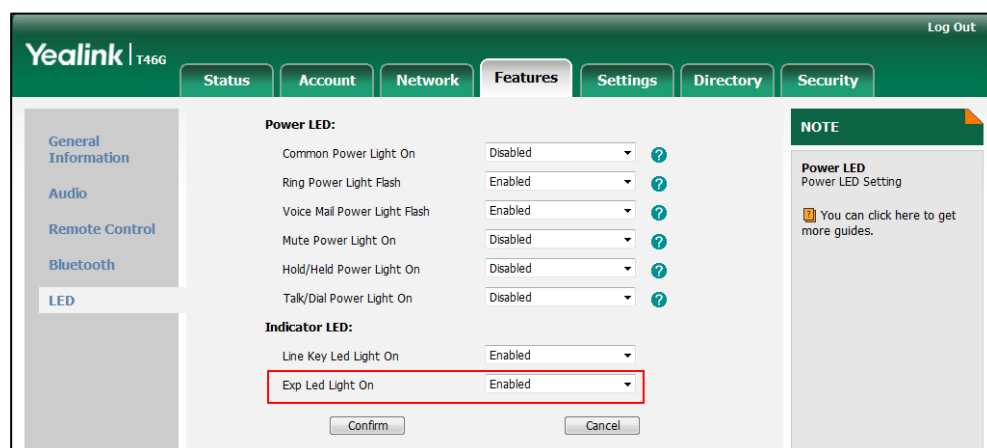 Log Out
Yealink T46G
Status Account Network Features Settings Directory Security
General
Information
Audio
Remote Control
Bluetooth
LED
Power LED:
Common Power Light On Disabled ?
Ring Power Light Flash Enabled ?
Voice Mail Power Light Flash Enabled ?
Mute Power Light On Disabled ?
Hold/Held Power Light On Disabled ?
Talk/Dial Power Light On Disabled ?
Indicator LED:
Line Key Led Light On Enabled
Exp Led Light On Enabled
Confirm Cancel
NOTE
Power LED
Power LED Setting
? You can click here to get
more guides.